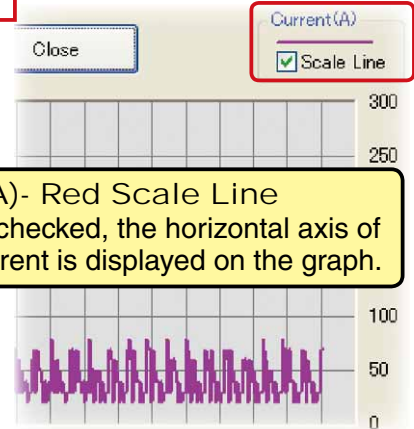 Current(A)
Close
Scale Line
300
250
A)- Red Scale Line
checked, the horizontal axis of
rent is displayed on the graph.
100
50
0